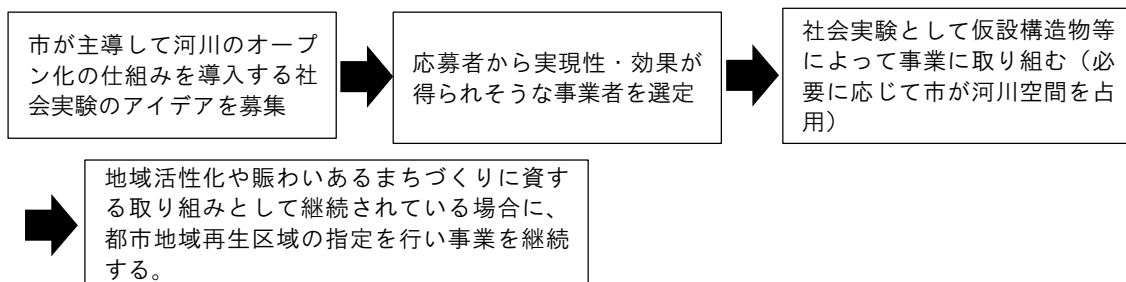 市が主導して河川のオープ
ン化の仕組みを導入する社
会実験のアイデアを募集
応募者から実現性・効果が
得られそうな事業者を選定
社会実験として仮設構造物等
によって事業に取り組む（必
要に応じて市が河川空間を占
用）
地域活性化や賑わいあるまちづくりに資す
る取り組みとして継続されている場合に、
都市地域再生区域の指定を行い事業を継続
する。